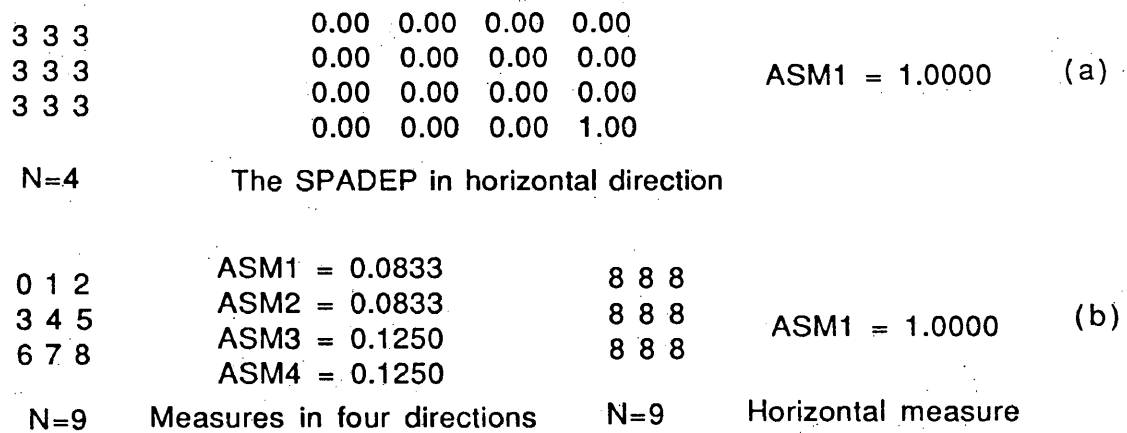 3 3 3
3 3 3
3 3 3
N=4
0.00 0.00 0.00 0.00
0.00 0.00 0.00 0.00
0.00 0.00 0.00 0.00
0.00 0.00 0.00 1.00
The SPADEP in horizontal direction
ASM1 = 1.0000 (a)
0 1 2
3 4 5
6 7 8
N=9
ASM1 = 0.0833
ASM2 = 0.0833
ASM3 = 0.1250
ASM4 = 0.1250
Measures in four directions
8 8 8
8 8 8
8 8 8
N=9
ASM1 = 1.0000 (b)
Horizontal measure